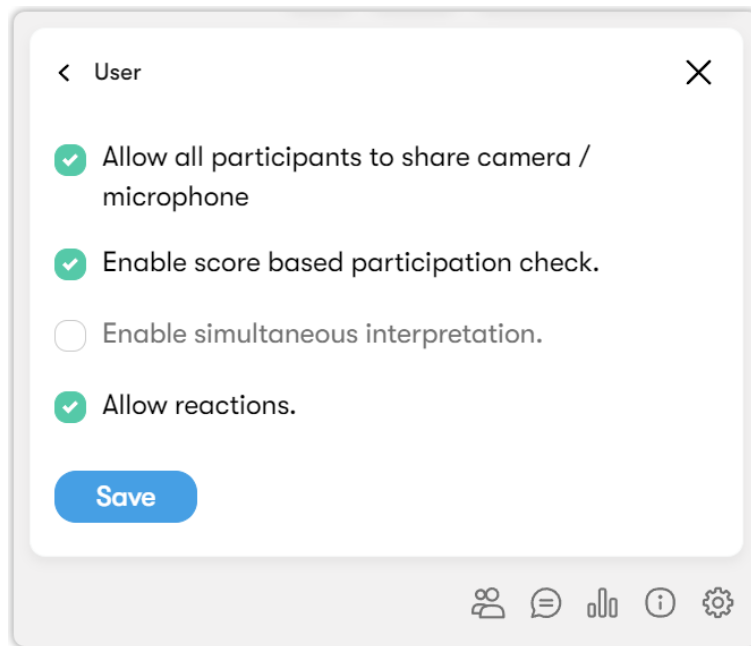 User
Allow all participants to share camera /
microphone
Enable score based participation check.
Enable simultaneous interpretation.
Allow reactions.
Save